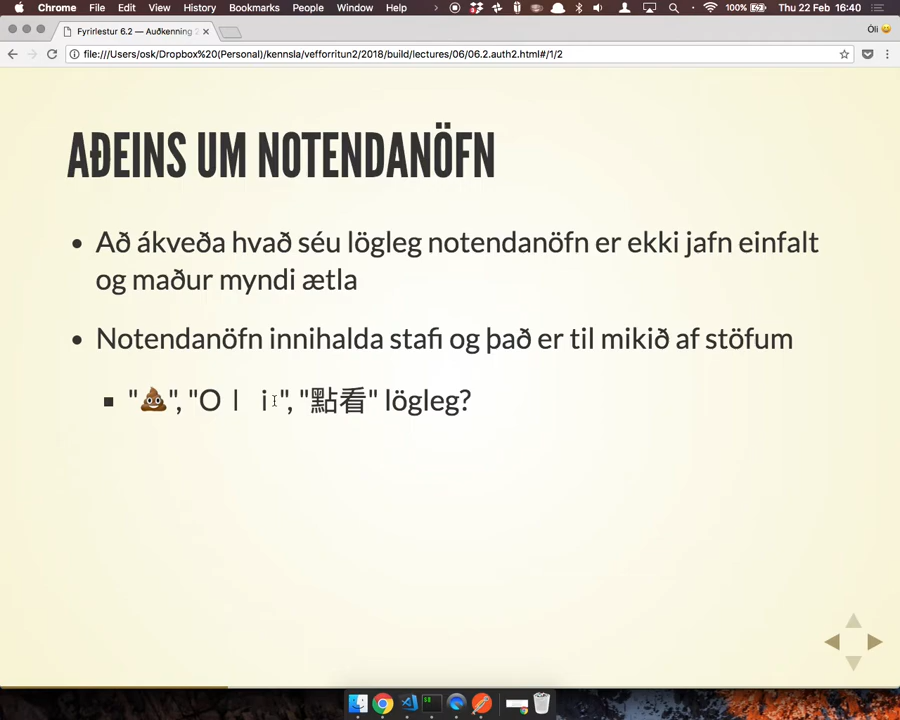 Chrome File Edit View History Bookmarks People Window Help 100% Thu 22 Feb 16:40
Fyrirlestur 6.2 — Auðkenning Óli 😀
file:///Users/osk/Dropbox%20(Personal)/kennsla/vefforritun2/2018/build/lectures/06/06.2.auth2.html#/1/2
AÐEINS UM NOTENDANÖFN
Að ákveða hvað séu lögleg notendanöfn er ekki jafn einfalt
og maður myndi ætla
Notendanöfn innihalda stafi og það er til mikið af stöfum
"💩", "Ｏｌｉ", "點看" lögleg?